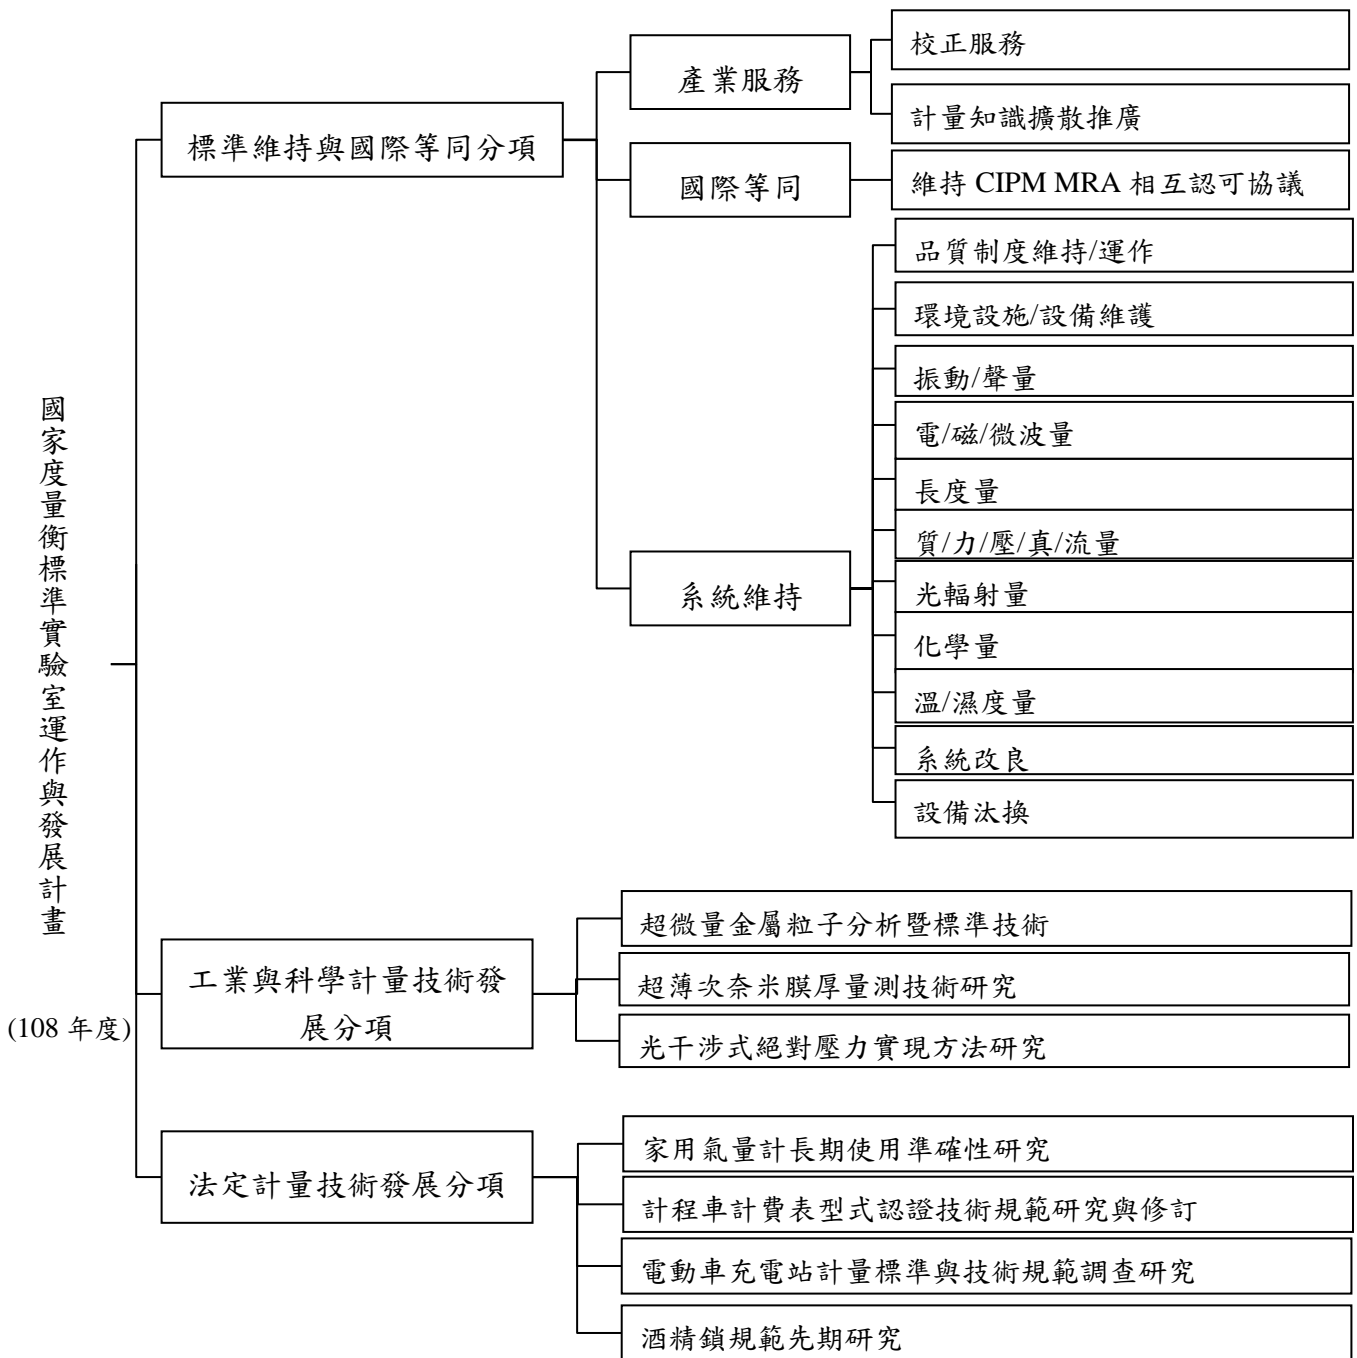 國家度量衡標準實驗室運作與發展計畫
(108 年度)
標準維持與國際等同分項
產業服務
校正服務
計量知識擴散推廣
國際等同
維持 CIPM MRA 相互認可協議
系統維持
品質制度維持/運作
環境設施/設備維護
振動/聲量
電/磁/微波量
長度量
質/力/壓/真/流量
光輻射量
化學量
溫/濕度量
系統改良
設備汰換
工業與科學計量技術發
展分項
超微量金屬粒子分析暨標準技術
超薄次奈米膜厚量測技術研究
光干涉式絕對壓力實現方法研究
法定計量技術發展分項
家用氣量計長期使用準確性研究
計程車計費表型式認證技術規範研究與修訂
電動車充電站計量標準與技術規範調查研究
酒精鎖規範先期研究